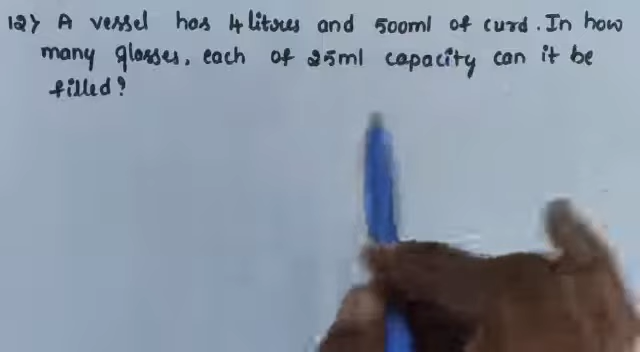 12) A vessel has 4 litres and 500ml of curd. In how
many glasses, each of 25ml capacity can it be
filled?